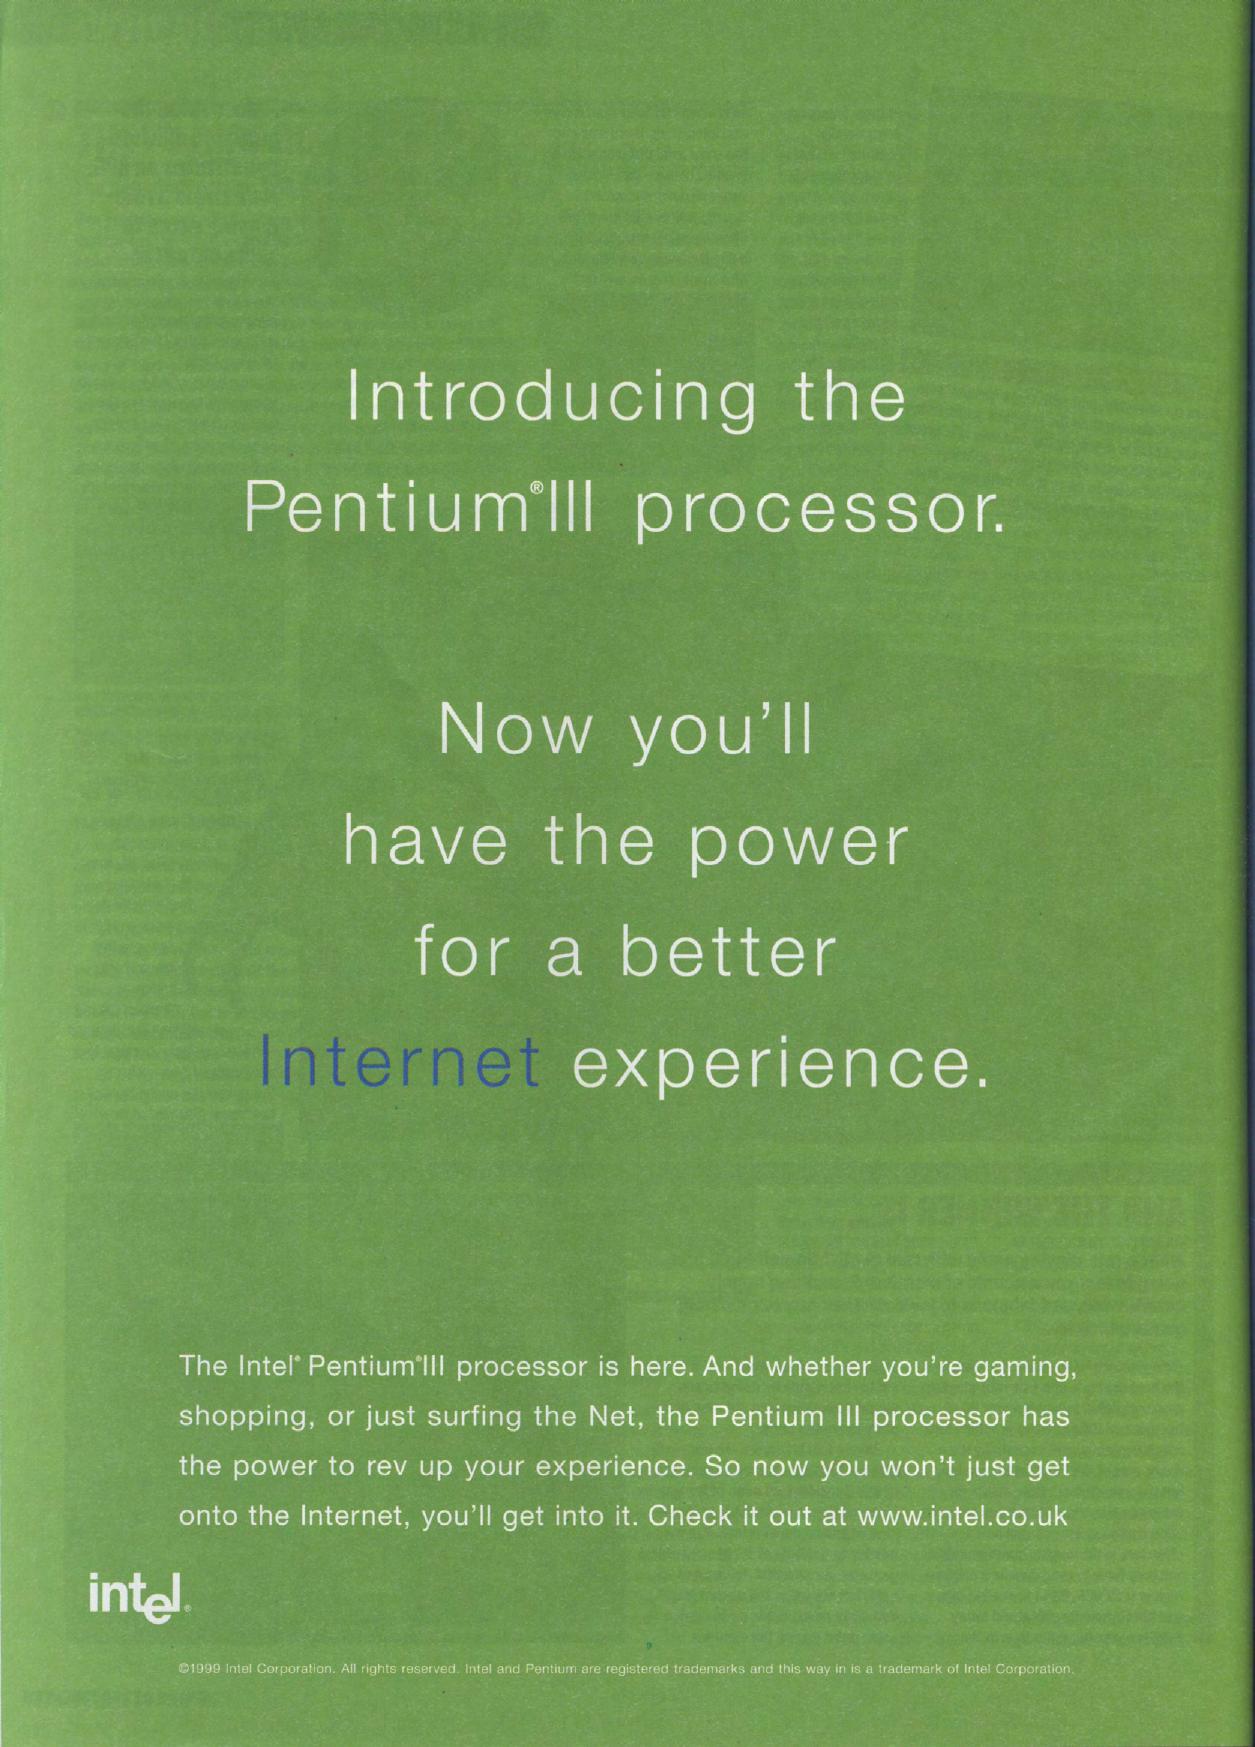 Introducing the
Pentium®III processor.
Now you'll
have the power
for a better
Internet experience.
The Intel® Pentium®III processor is here. And whether you're gaming,
shopping, or just surfing the Net, the Pentium III processor has
the power to rev up your experience. So now you won't just get
onto the Internet, you'll get into it. Check it out at www.intel.co.uk
intel®
©1999 Intel Corporation. All rights reserved. Intel and Pentium are registered trademarks and this way in is a trademark of Intel Corporation.